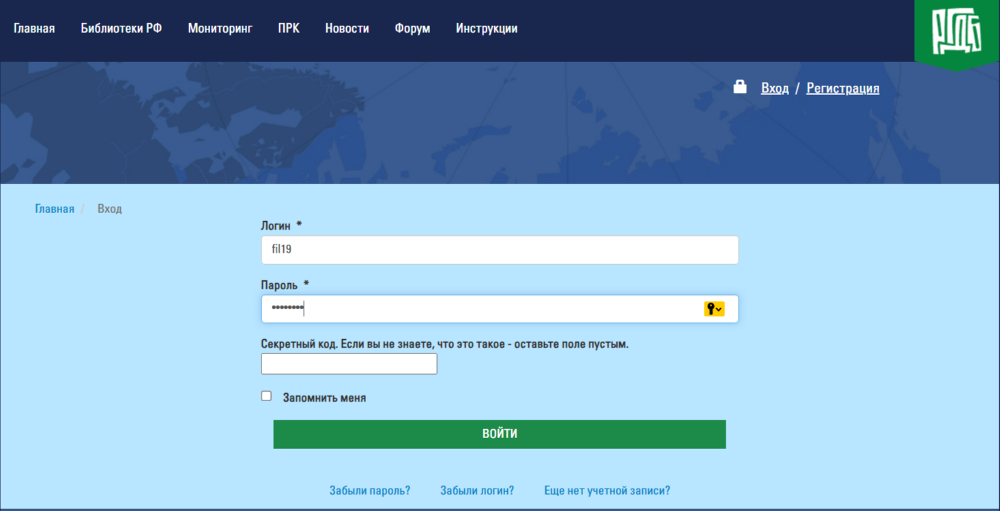 Главная Библиотеки РФ Мониторинг ПРК Новости Форум Инструкции
РГДБ
Вход / Регистрация
Главная / Вход
Логин *
fil19
Пароль *
••••••••
Секретный код. Если вы не знаете, что это такое - оставьте поле пустым.
Запомнить меня
ВОЙТИ
Забыли пароль? Забыли логин? Еще нет учетной записи?